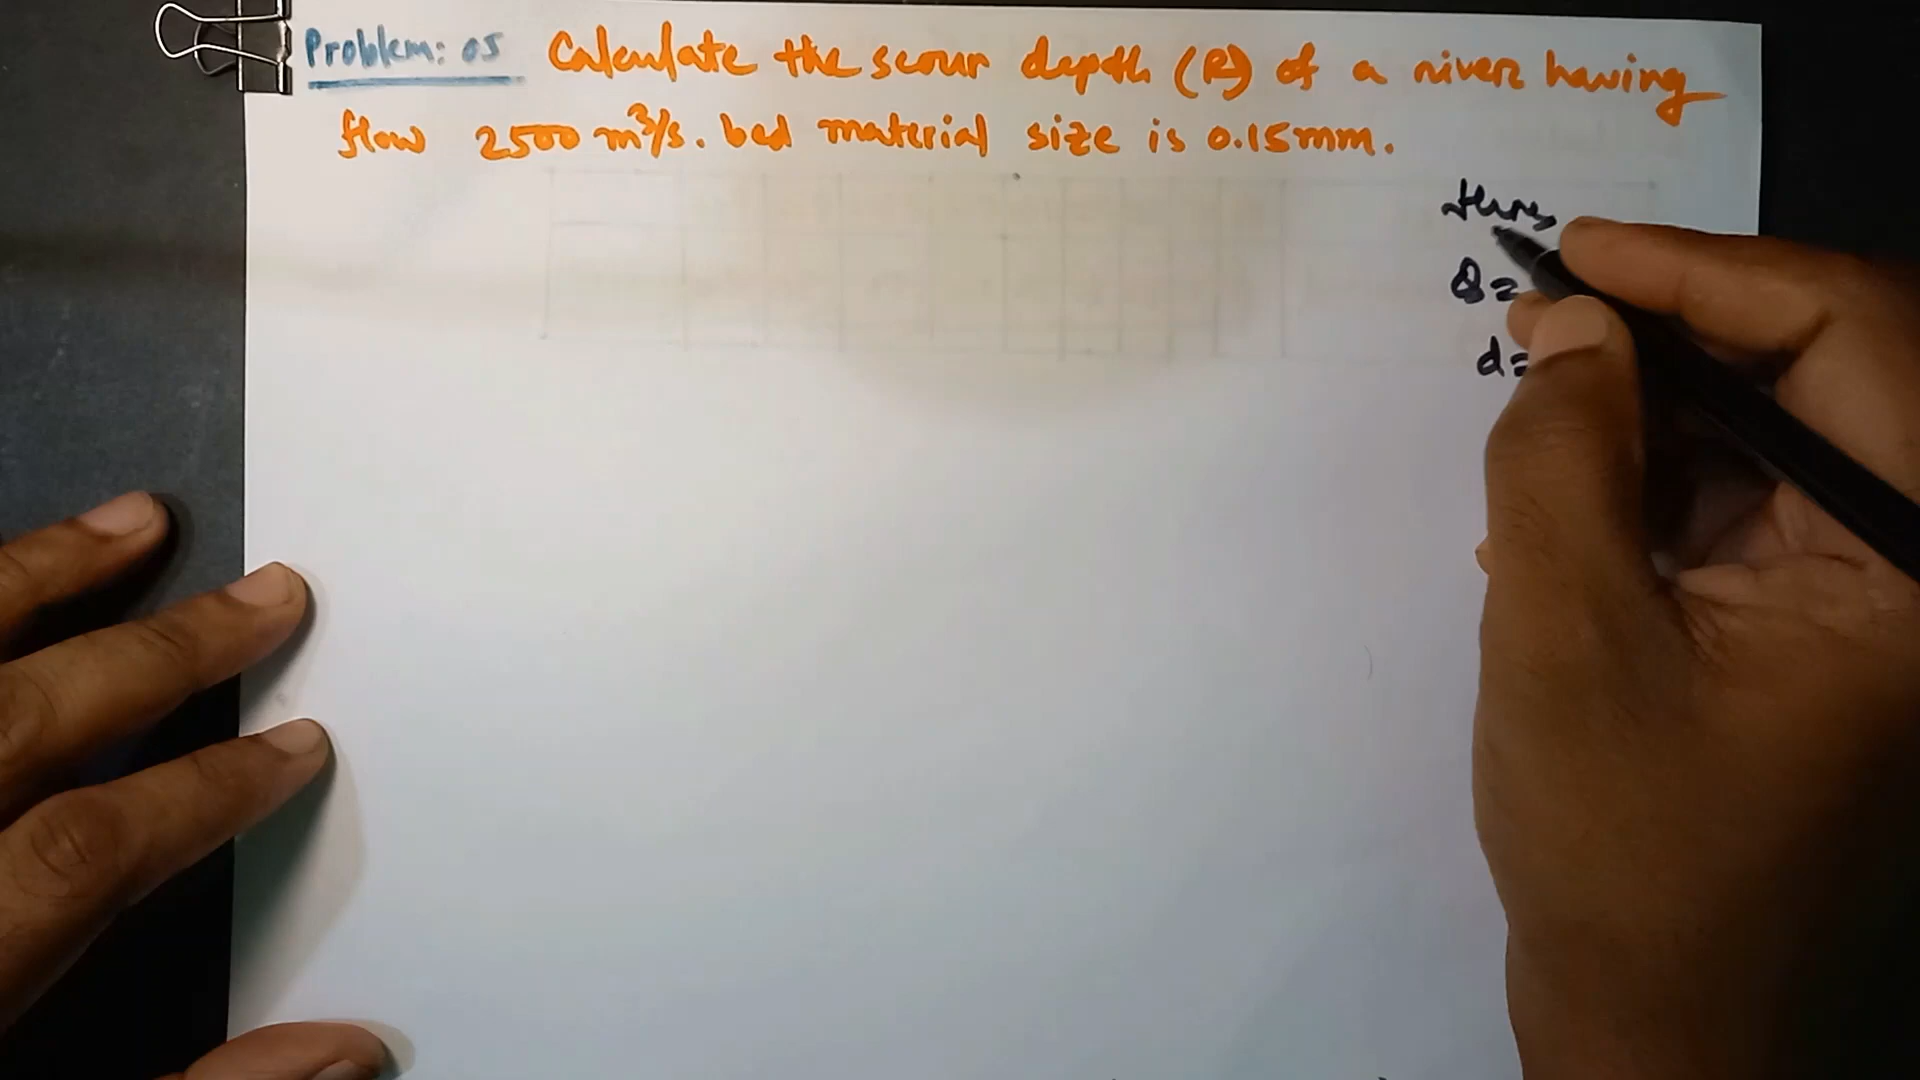 Problem: 05 Calculate the scour depth (R) of a river having
flow 2500 m³/s. bed material size is 0.15mm.
Here,
Q=
d=